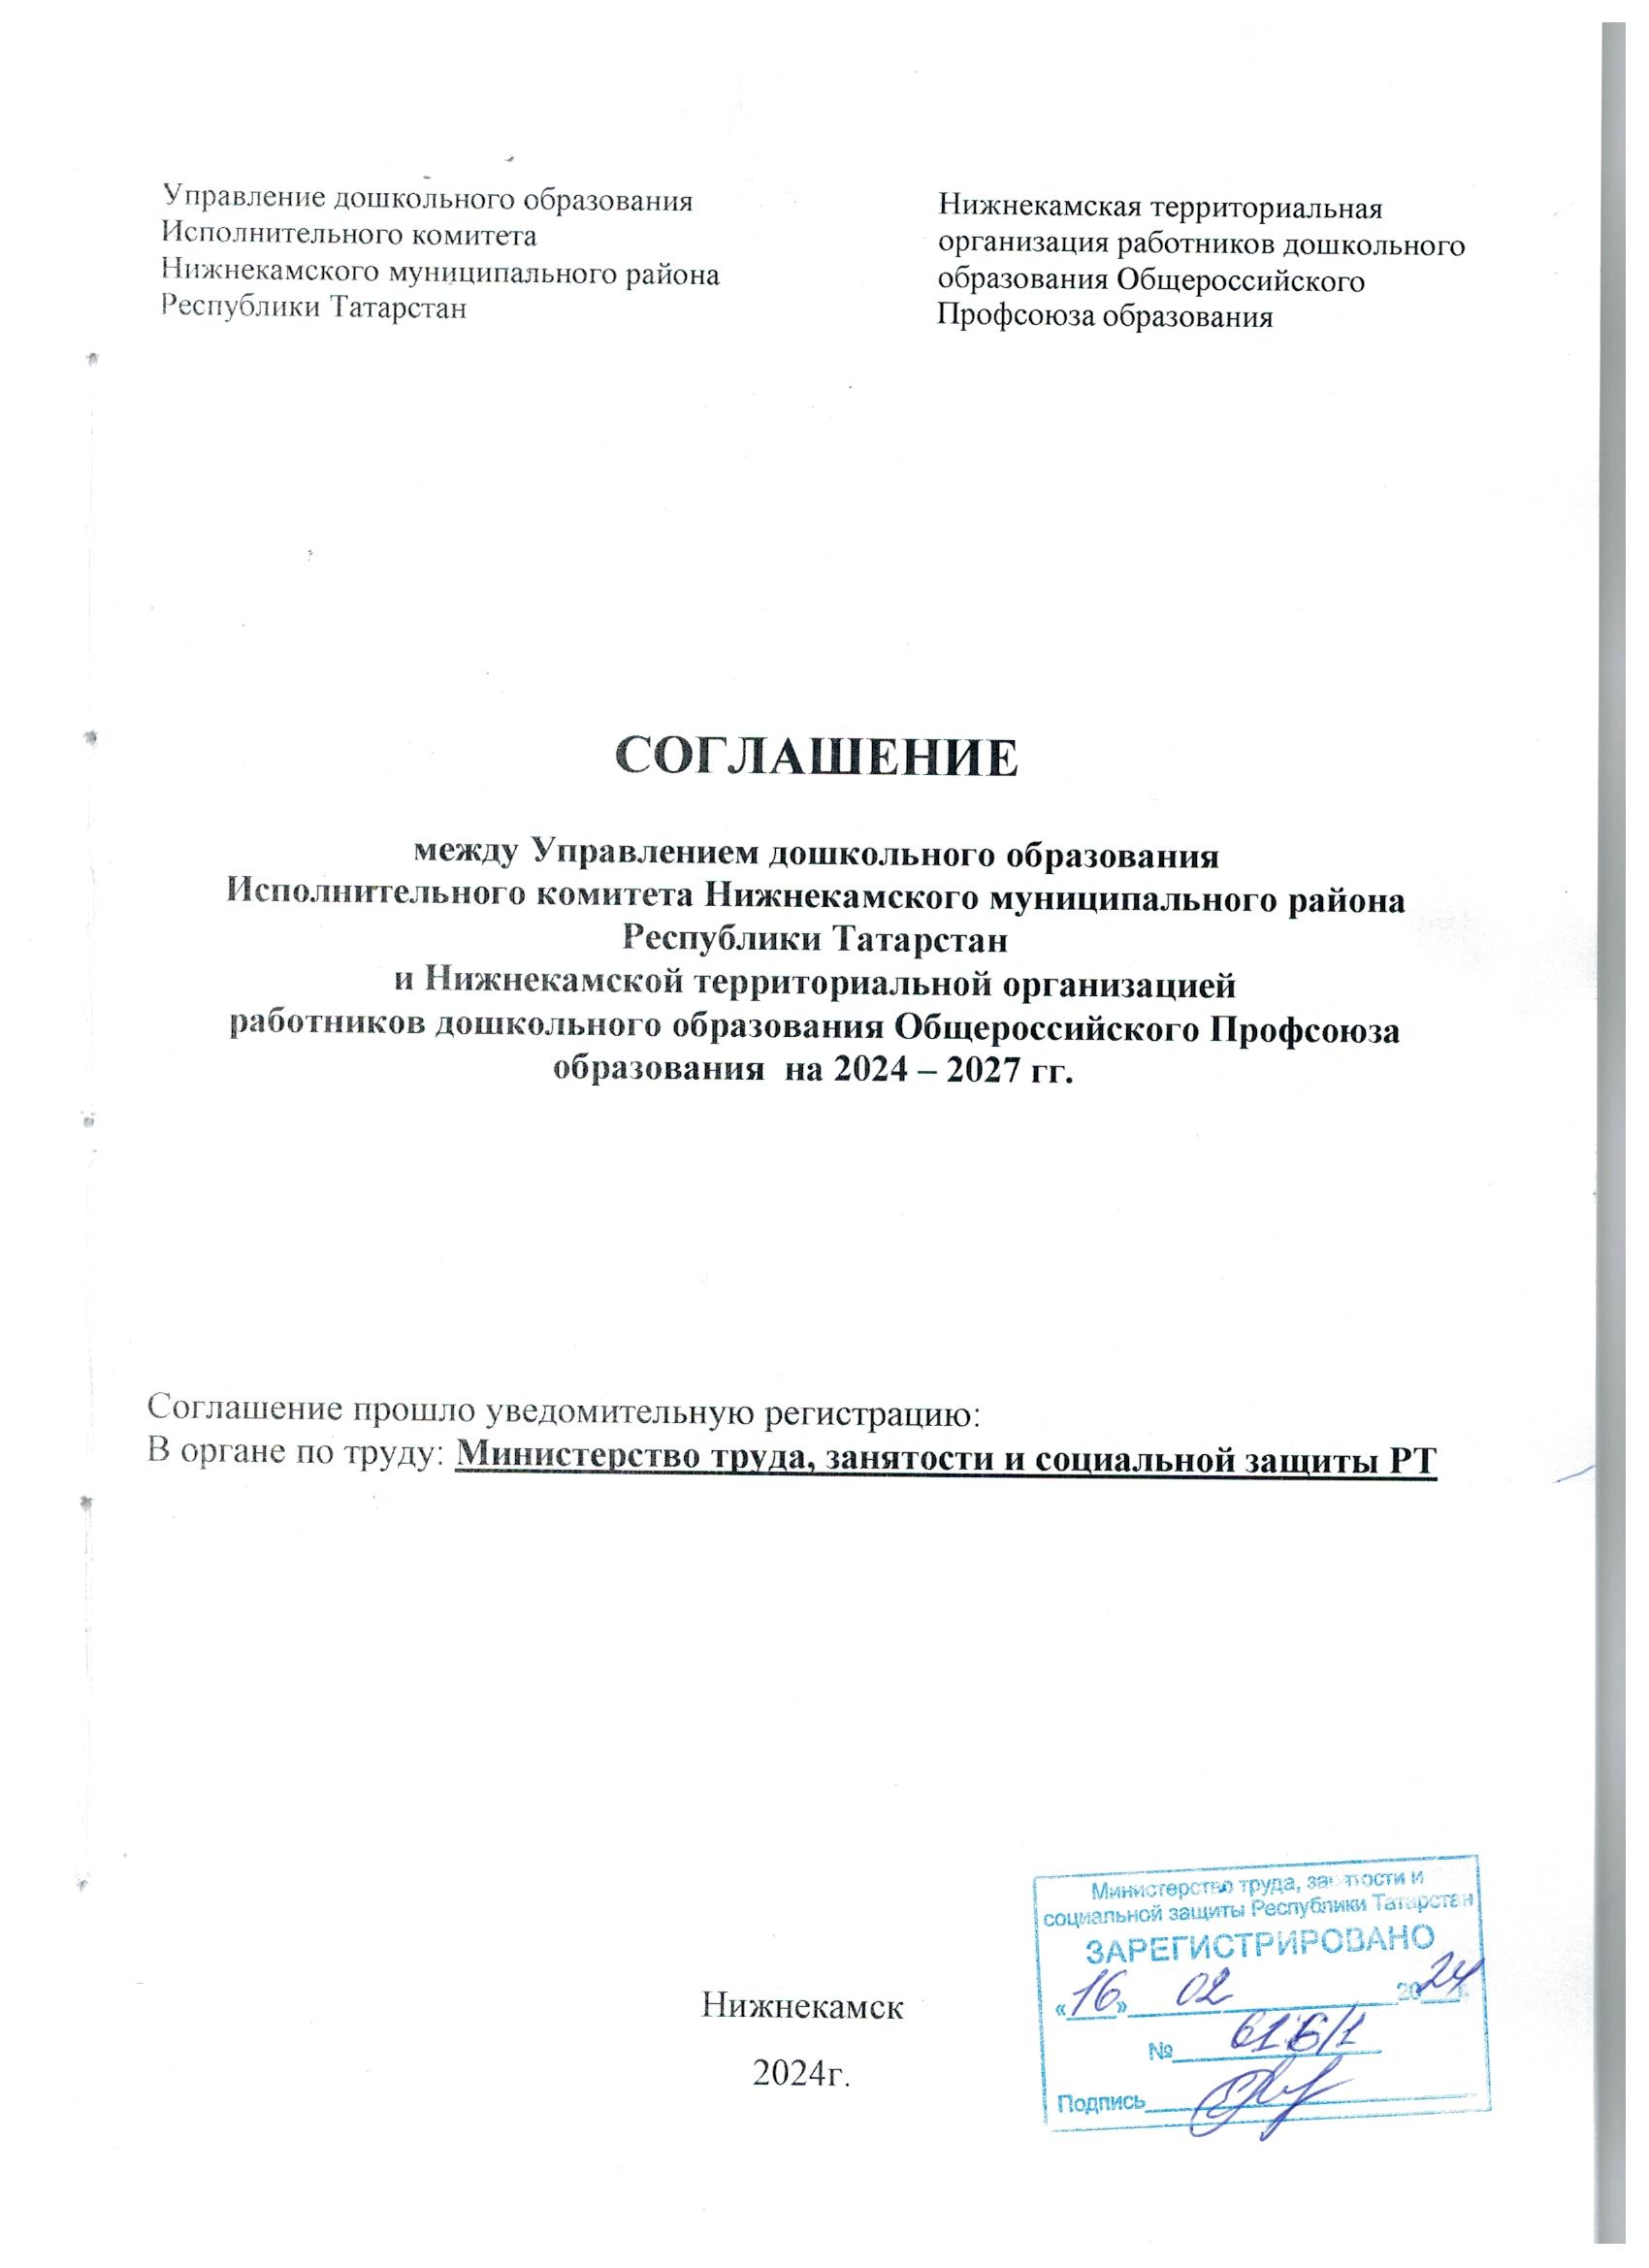 Управление дошкольного образования
Исполнительного комитета
Нижнекамского муниципального района
Республики Татарстан
Нижнекамская территориальная
организация работников дошкольного
образования Общероссийского
Профсоюза образования
СОГЛАШЕНИЕ
между Управлением дошкольного образования
Исполнительного комитета Нижнекамского муниципального района
Республики Татарстан
и Нижнекамской территориальной организацией
работников дошкольного образования Общероссийского Профсоюза
образования на 2024 – 2027 гг.
Соглашение прошло уведомительную регистрацию:
В органе по труду: Министерство труда, занятости и социальной защиты РТ
Нижнекамск
2024г.
Министерство труда, занятости и
социальной защиты Республики Татарстан
ЗАРЕГИСТРИРОВАНО
«16» 02 2024 г.
№ 616/1
Подпись